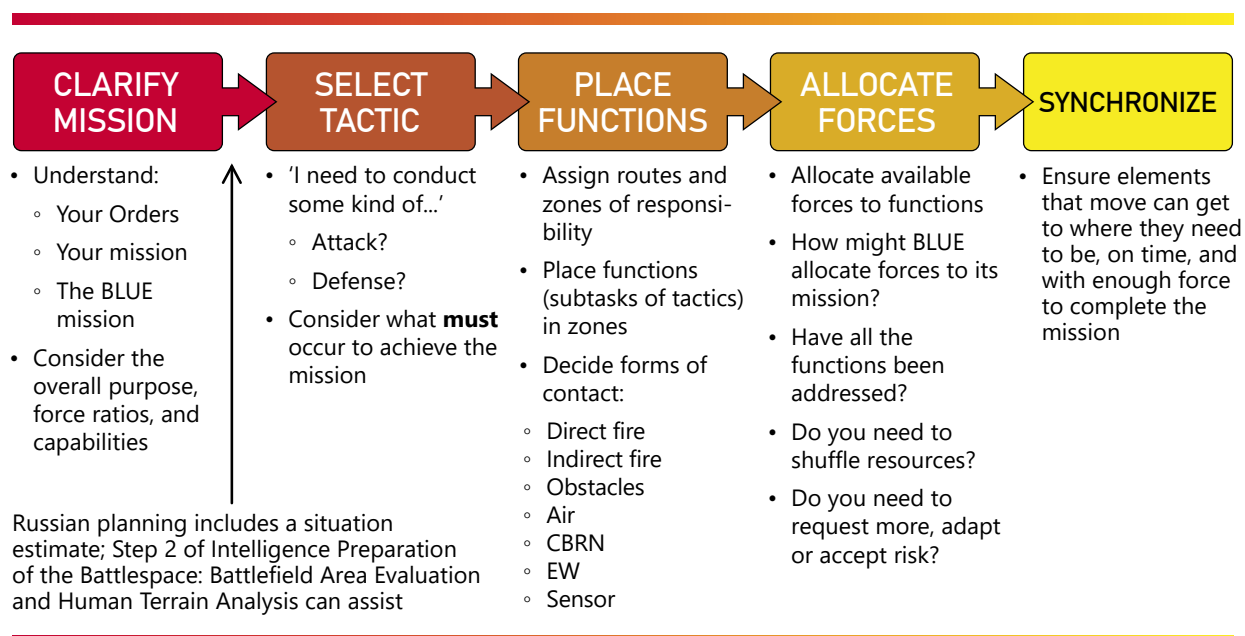 CLARIFY
MISSION
SELECT
TACTIC
PLACE
FUNCTIONS
ALLOCATE
FORCES
SYNCHRONIZE
• Understand:
◦ Your Orders
◦ Your mission
◦ The BLUE
mission
• Consider the
overall purpose,
force ratios, and
capabilities
Russian planning includes a situation
estimate; Step 2 of Intelligence Preparation
of the Battlespace: Battlefield Area Evaluation
and Human Terrain Analysis can assist
• 'I need to conduct
some kind of...'
◦ Attack?
◦ Defense?
• Consider what must
occur to achieve the
mission
• Assign routes and
zones of responsi-
bility
• Place functions
(subtasks of tactics)
in zones
• Decide forms of
contact:
◦ Direct fire
◦ Indirect fire
◦ Obstacles
◦ Air
◦ CBRN
◦ EW
◦ Sensor
• Allocate available
forces to functions
• How might BLUE
allocate forces to its
mission?
• Have all the
functions been
addressed?
• Do you need to
shuffle resources?
• Do you need to
request more, adapt
or accept risk?
• Ensure elements
that move can get
to where they need
to be, on time, and
with enough force
to complete the
mission